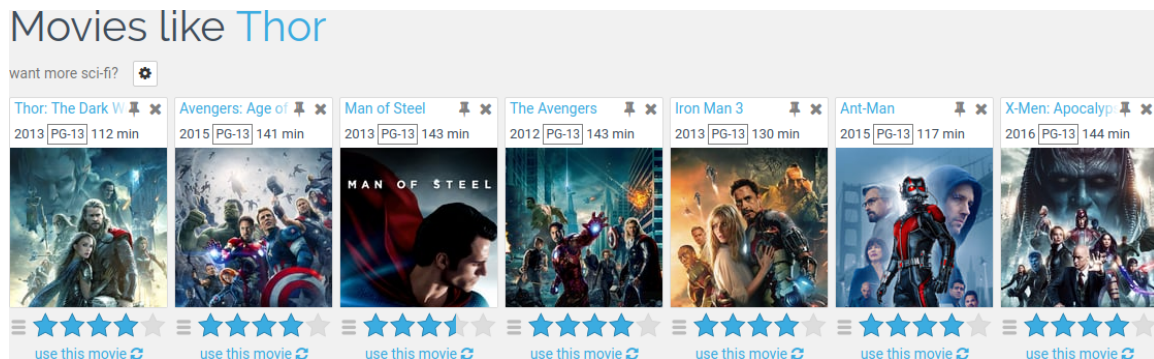 Movies like Thor
want more sci-fi?
Thor: The Dark W
2013 PG-13 112 min
use this movie
Avengers: Age of
2015 PG-13 141 min
use this movie
Man of Steel
2013 PG-13 143 min
MAN OF STEEL
use this movie
The Avengers
2012 PG-13 143 min
use this movie
Iron Man 3
2013 PG-13 130 min
use this movie
Ant-Man
2015 PG-13 117 min
use this movie
X-Men: Apocalyp
2016 PG-13 144 min
use this movie